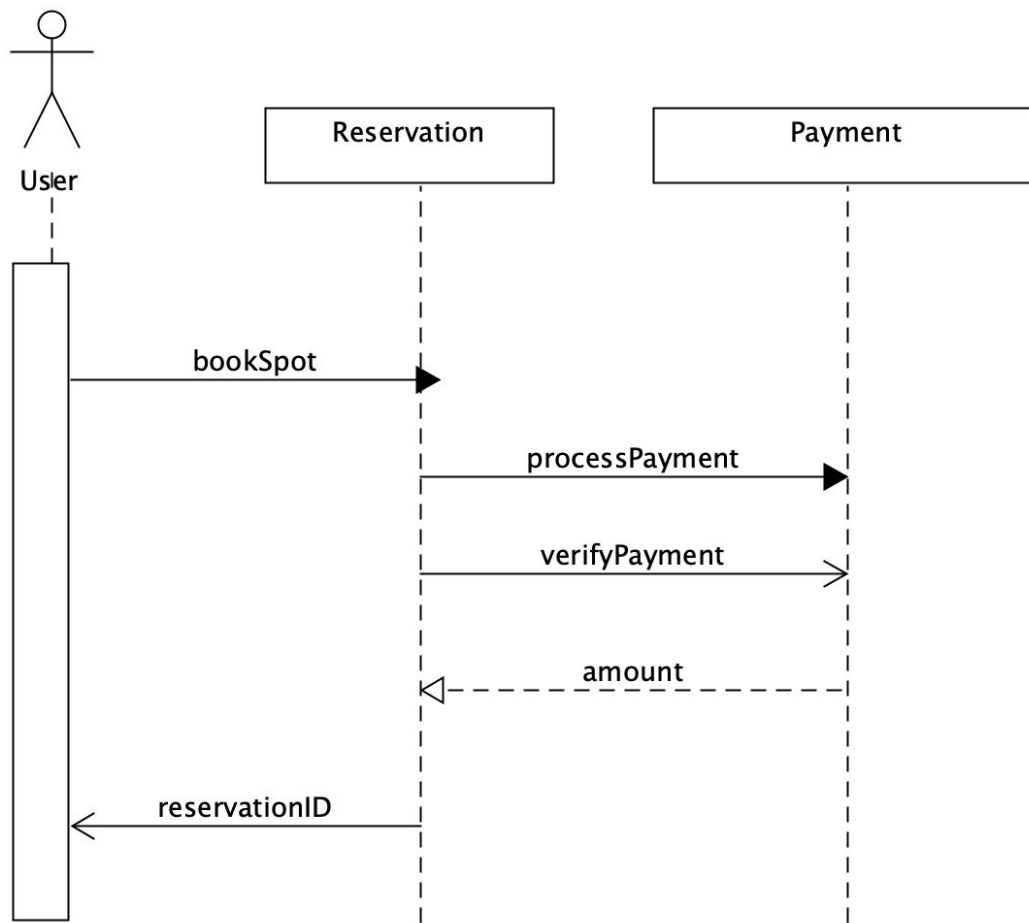 User
Reservation
Payment
bookSpot
processPayment
verifyPayment
amount
reservationID